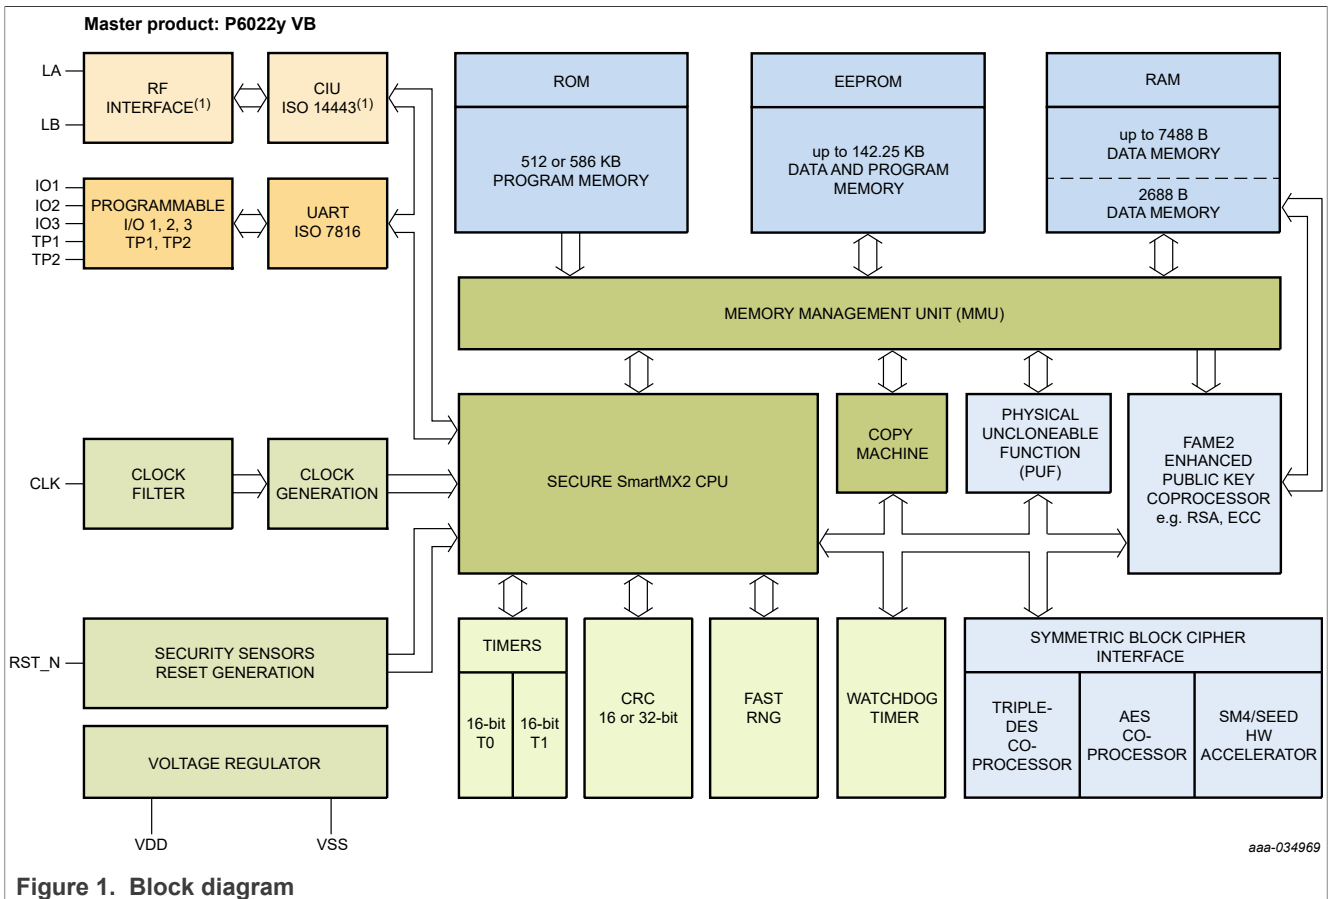 Master product: P6022y VB
LA
LB
RF
INTERFACE(1)
CIU
ISO 14443(1)
IO1
IO2
IO3
TP1
TP2
PROGRAMMABLE
I/O 1, 2, 3
TP1, TP2
UART
ISO 7816
ROM
512 or 586 KB
PROGRAM MEMORY
EEPROM
up to 142.25 KB
DATA AND PROGRAM
MEMORY
RAM
up to 7488 B
DATA MEMORY
2688 B
DATA MEMORY
MEMORY MANAGEMENT UNIT (MMU)
CLK
CLOCK
FILTER
CLOCK
GENERATION
SECURE SmartMX2 CPU
COPY
MACHINE
PHYSICAL
UNCLONEABLE
FUNCTION
(PUF)
FAME2
ENHANCED
PUBLIC KEY
COPROCESSOR
e.g. RSA, ECC
RST_N
SECURITY SENSORS
RESET GENERATION
VOLTAGE REGULATOR
VDD
VSS
TIMERS
16-bit
T0
16-bit
T1
CRC
16 or 32-bit
FAST
RNG
WATCHDOG
TIMER
SYMMETRIC BLOCK CIPHER
INTERFACE
TRIPLE-
DES
CO-
PROCESSOR
AES
CO-
PROCESSOR
SM4/SEED
HW
ACCELERATOR
aaa-034969
Figure 1. Block diagram